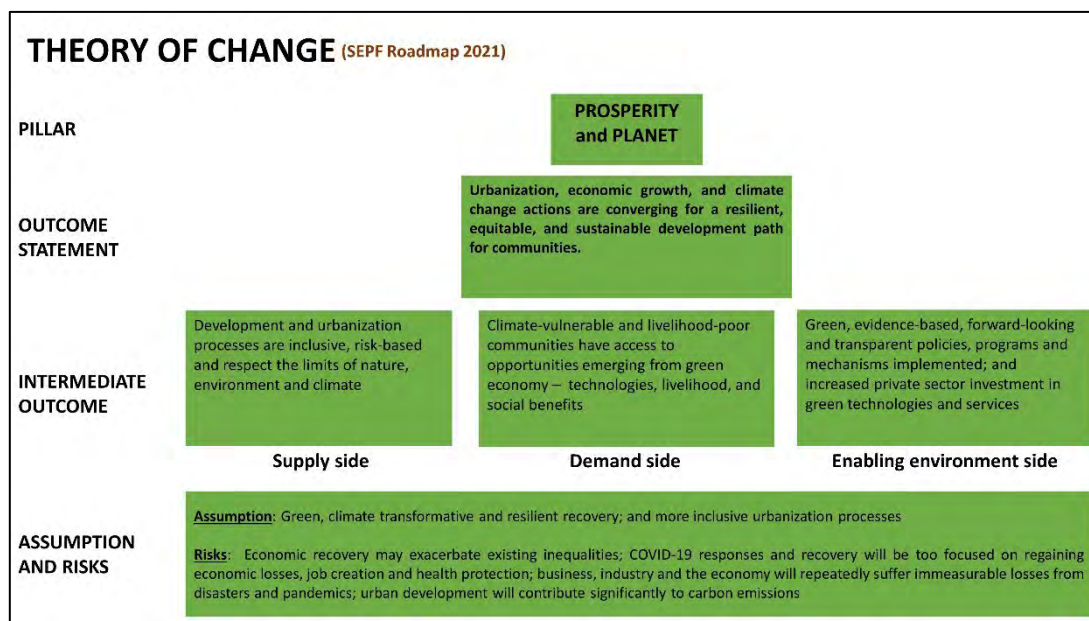 THEORY OF CHANGE (SEPF Roadmap 2021)
PILLAR
PROSPERITY
and PLANET
OUTCOME
STATEMENT
Urbanization, economic growth, and climate
change actions are converging for a resilient,
equitable, and sustainable development path
for communities.
INTERMEDIATE
OUTCOME
Development and urbanization
processes are inclusive, risk-based
and respect the limits of nature,
environment and climate
Supply side
Climate-vulnerable and livelihood-poor
communities have access to
opportunities emerging from green
economy – technologies, livelihood, and
social benefits
Demand side
Green, evidence-based, forward-looking
and transparent policies, programs and
mechanisms implemented; and
increased private sector investment in
green technologies and services
Enabling environment side
ASSUMPTION
AND RISKS
Assumption: Green, climate transformative and resilient recovery; and more inclusive urbanization processes
Risks: Economic recovery may exacerbate existing inequalities; COVID-19 responses and recovery will be too focused on regaining
economic losses, job creation and health protection; business, industry and the economy will repeatedly suffer immeasurable losses from
disasters and pandemics; urban development will contribute significantly to carbon emissions